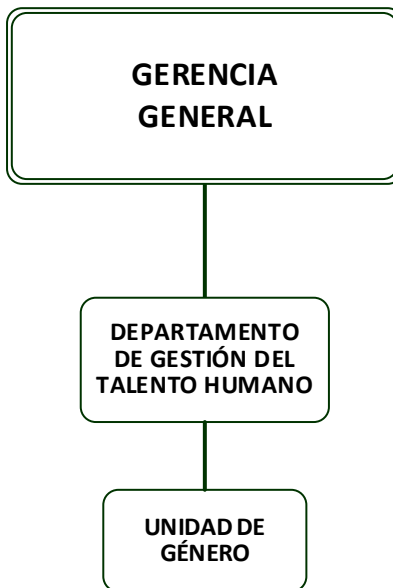 GERENCIA
GENERAL
DEPARTAMENTO
DE GESTIÓN DEL
TALENTO HUMANO
UNIDAD DE
GÉNERO